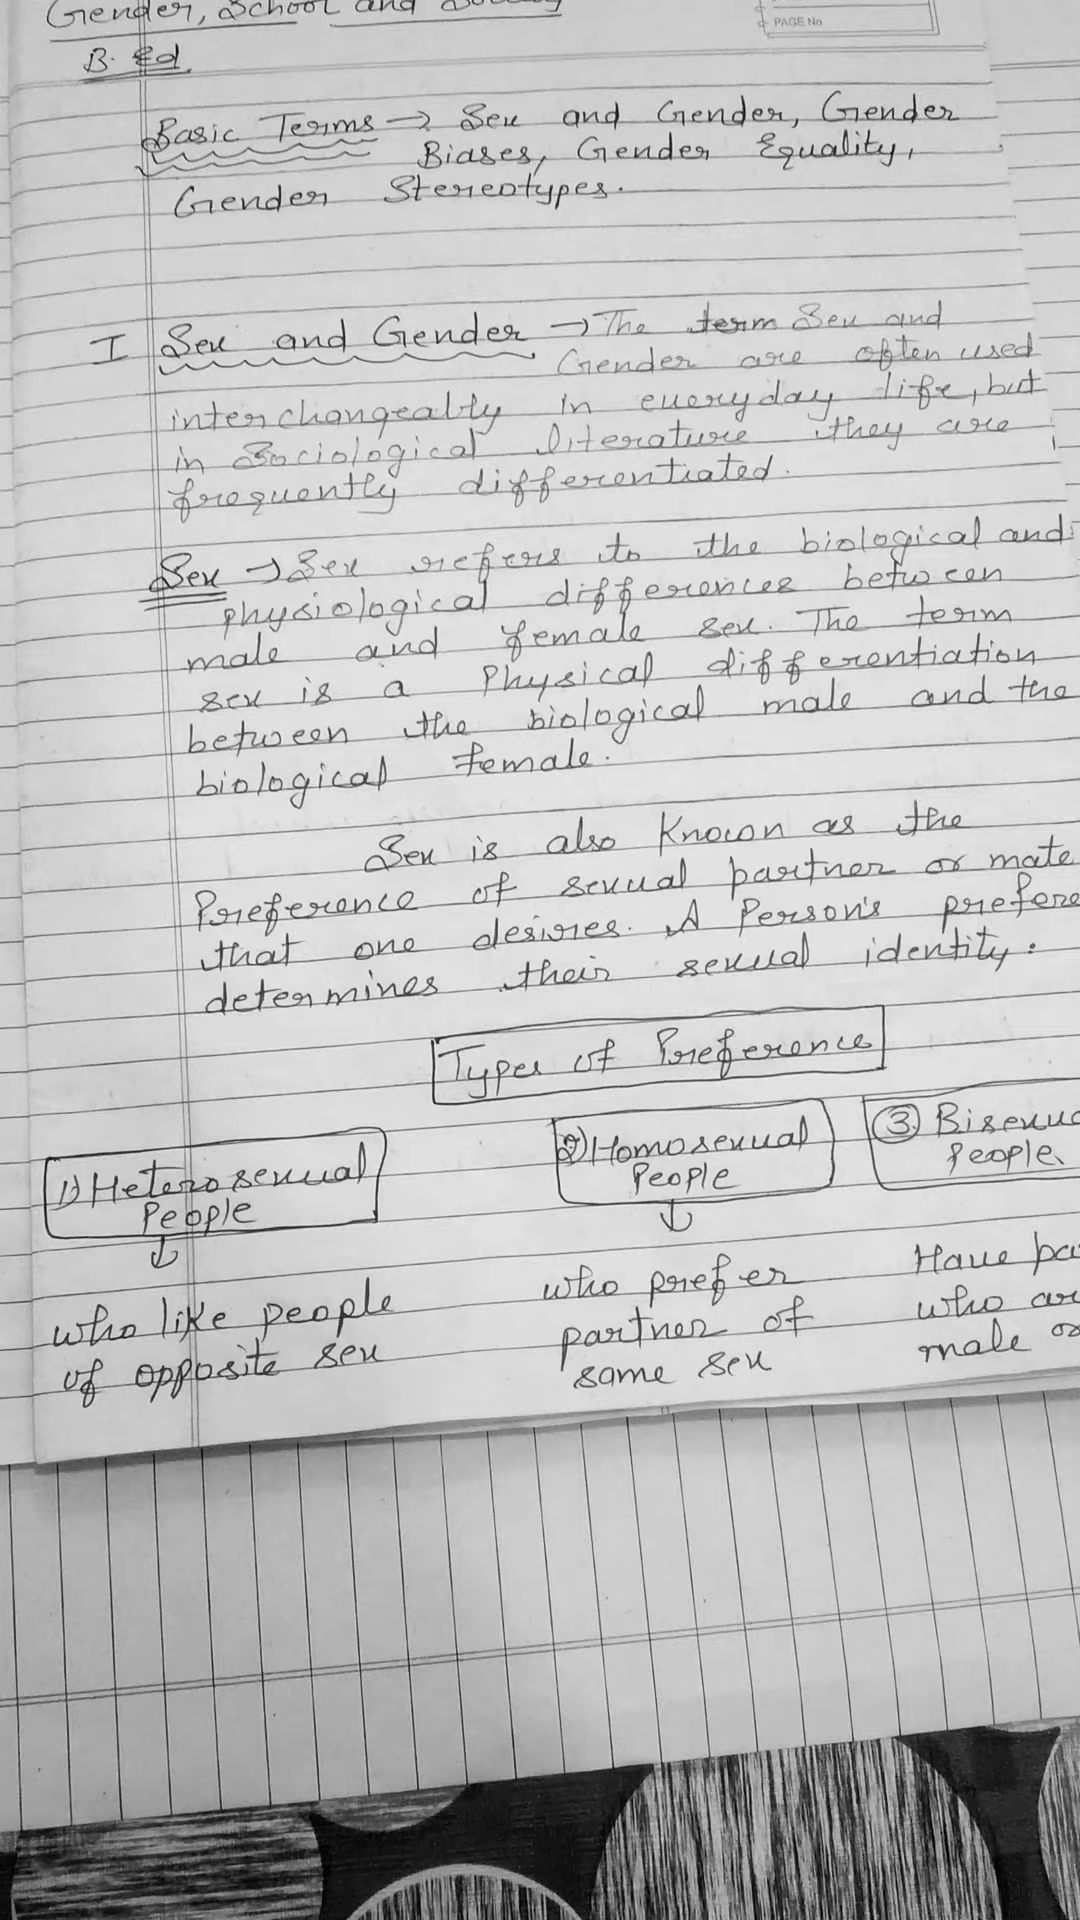 Gender, School and Society
PAGE No
B. Ed
Basic Terms → Sex and Gender, Gender
Biases, Gender Equality,
Gender Stereotypes.
I Sex and Gender → The term Sex and
Gender are often used
interchangeably in everyday life, but
in Sociological literature they are
frequently differentiated.
Sex → Sex refers to the biological and
physiological differences between
male and female sex. The term
sex is a Physical differentiation
between the biological male and the
biological female.
Sex is also Known as the
Preference of sexual partner or mate
that one desires. A Person's prefere
determines their sexual identity.
Types of Preference
1) Heterosexual
People
2) Homosexual
People
3. Bisexua
People
who like people
of opposite sex
who prefer
partner of
same sex
Have pa
who ar
male or